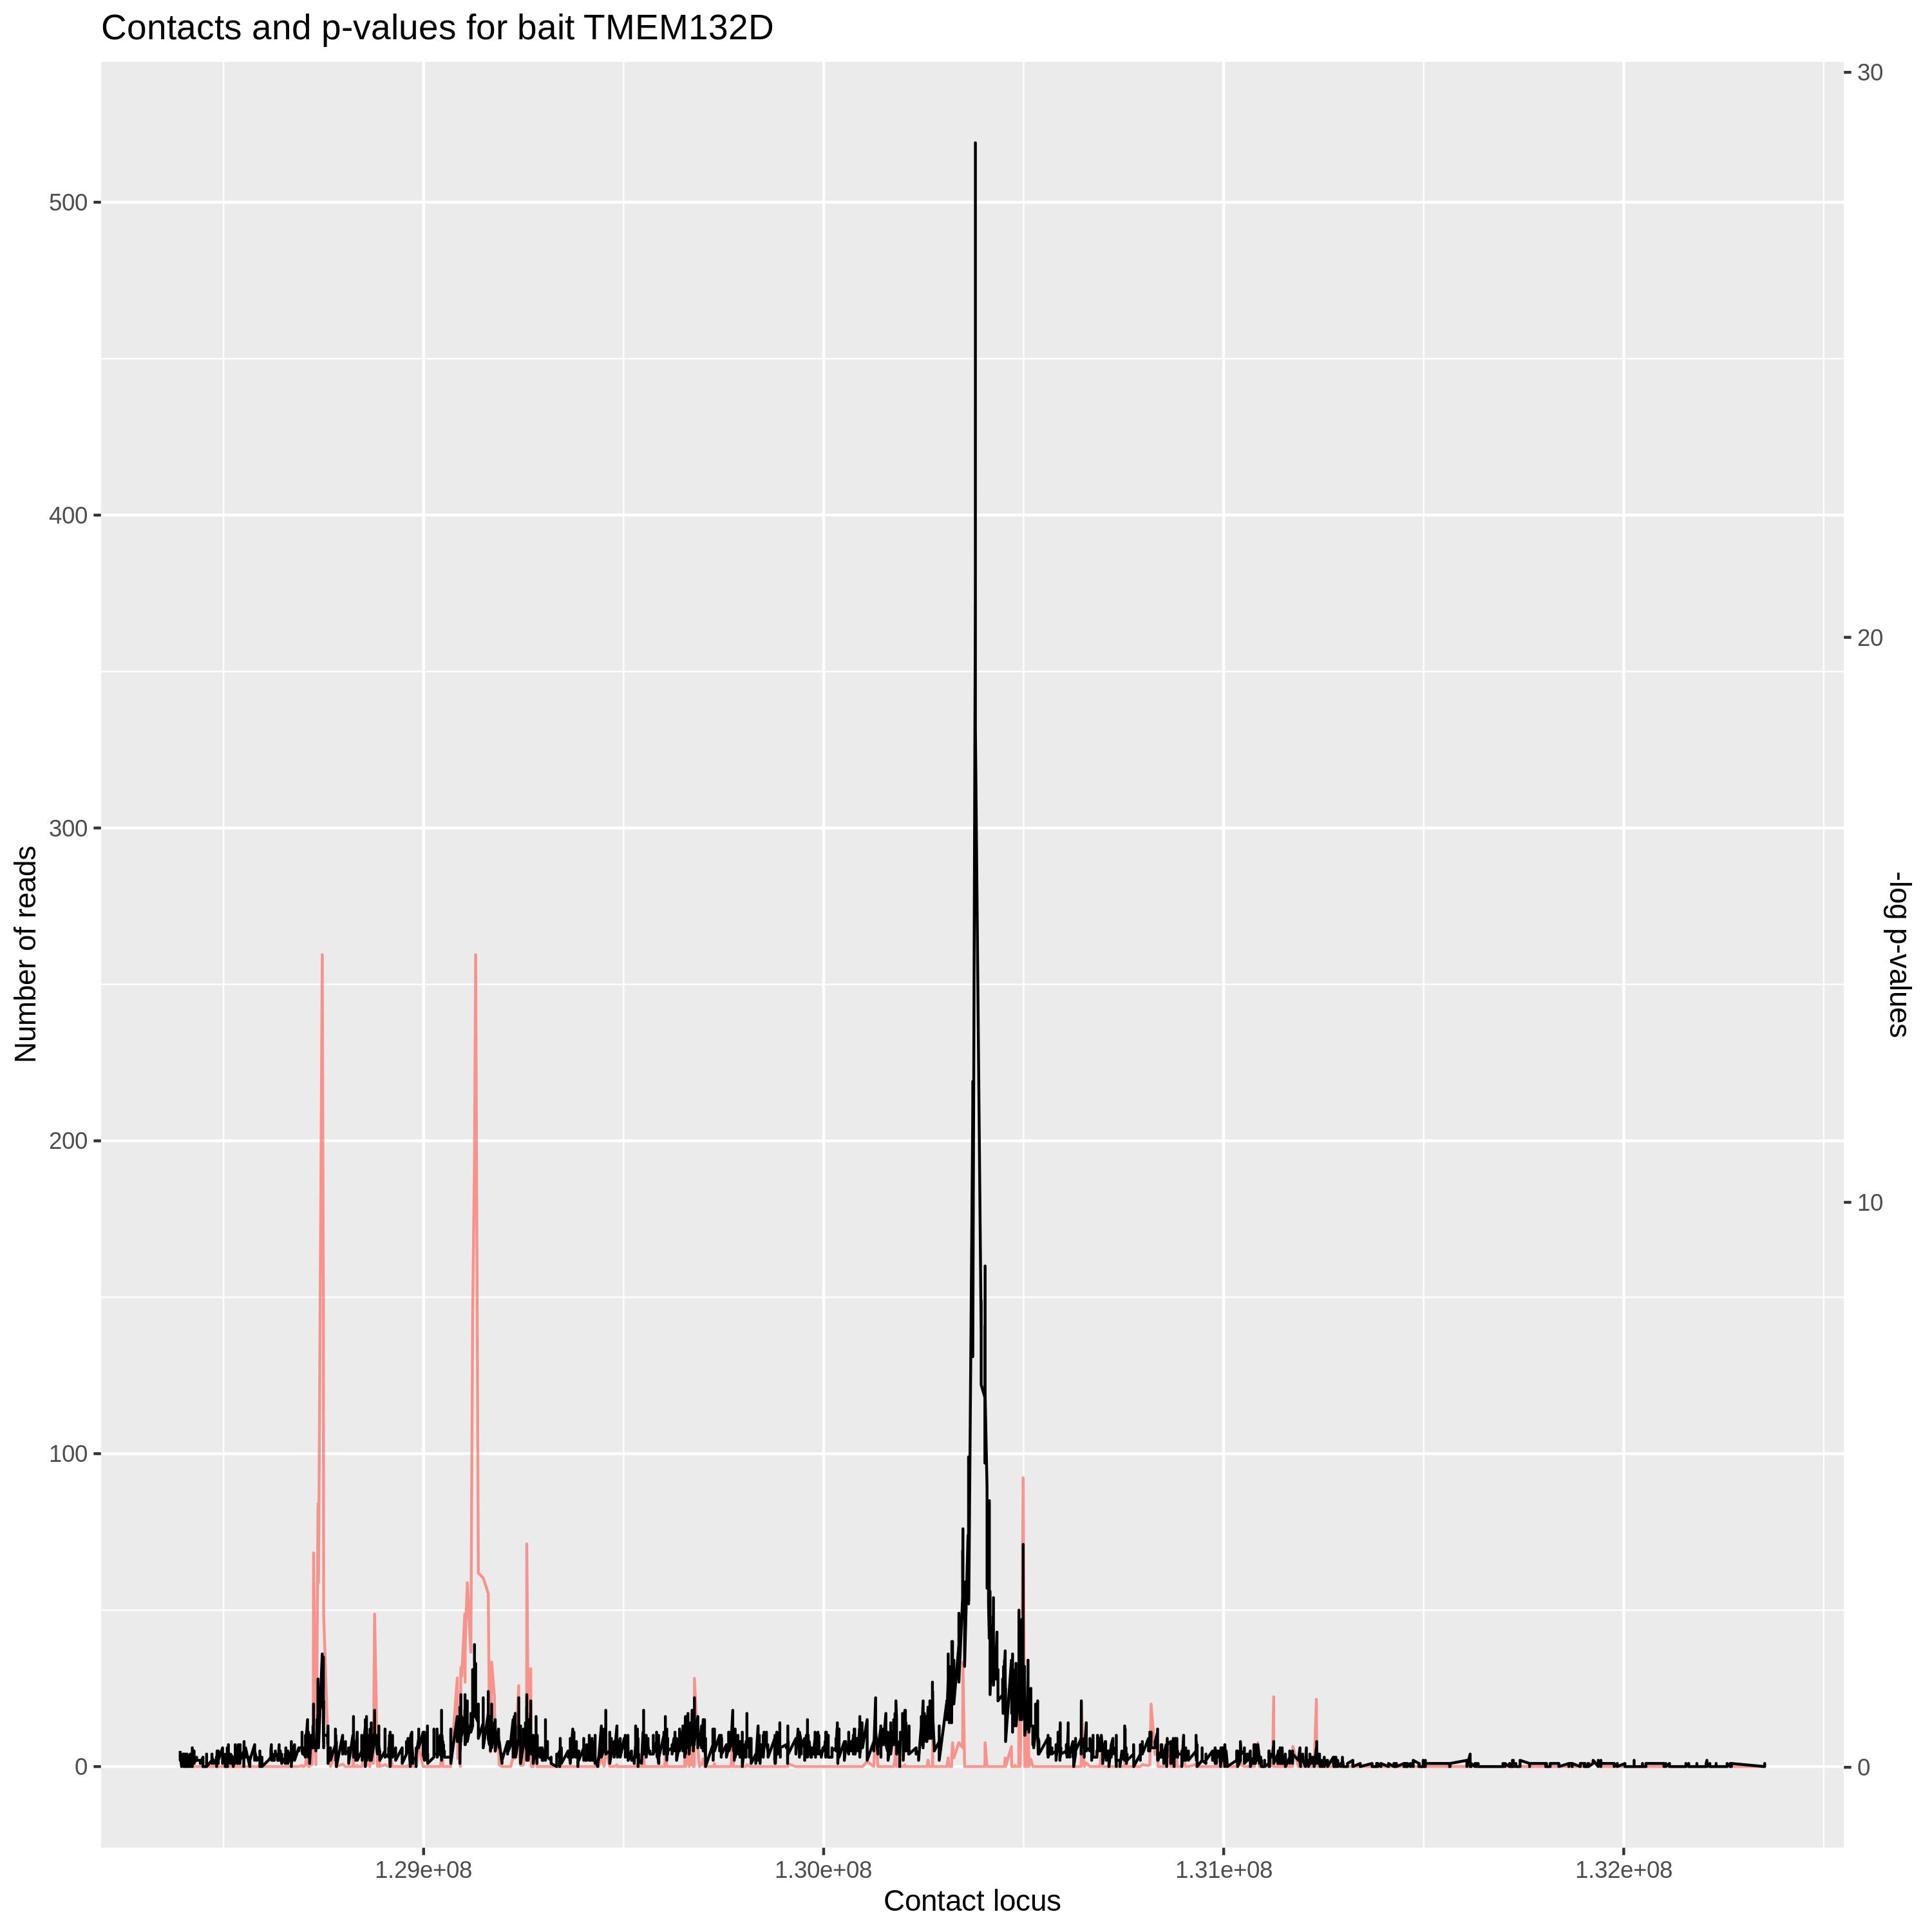 Contacts and p-values for bait TMEM132D
Number of reads
500
400
300
200
100
0
30
20
10
0
-log p-values
1.29e+08
1.30e+08
1.31e+08
1.32e+08
Contact locus